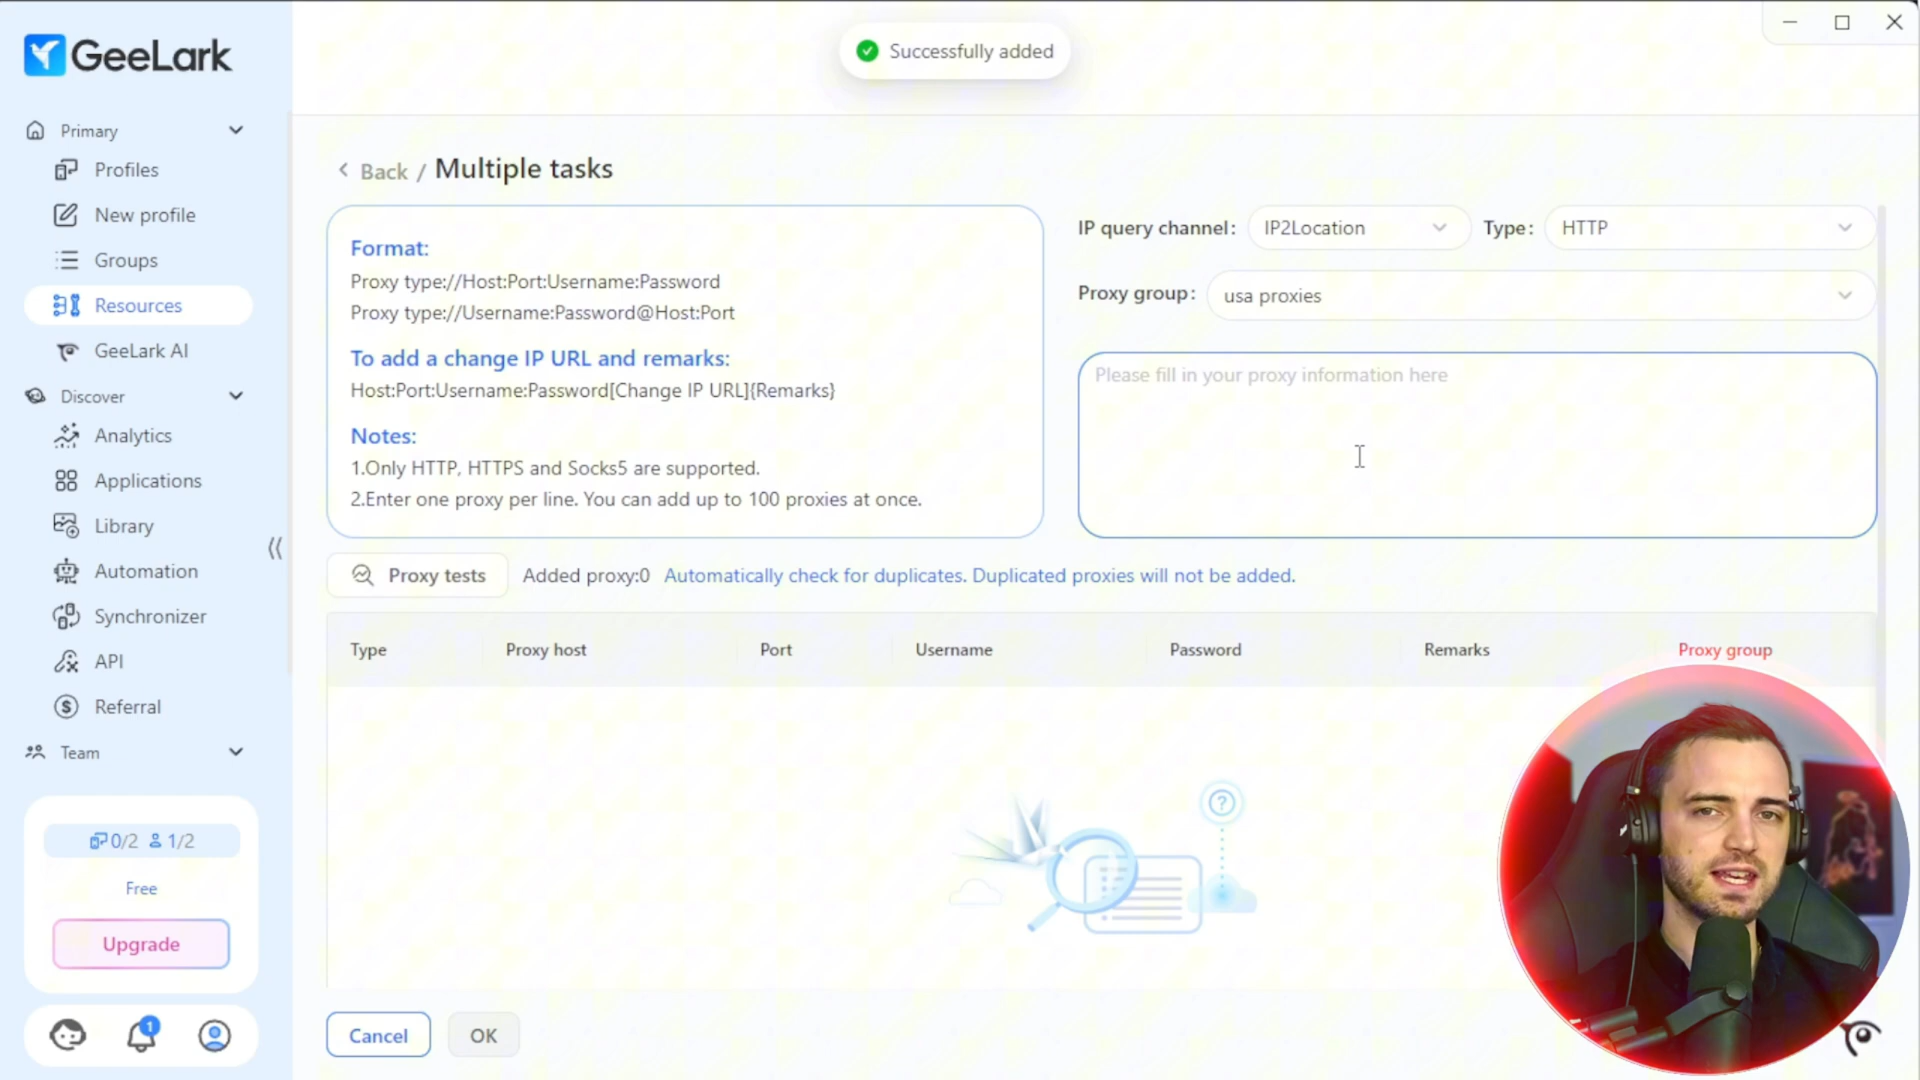 GeeLark
Successfully added
Primary
Profiles
New profile
Groups
Resources
GeeLark AI
Discover
Analytics
Applications
Library
Automation
Synchronizer
API
Referral
Team
0/2 1/2
Free
Upgrade
1
Back / Multiple tasks
Format:
Proxy type://Host:Port:Username:Password
Proxy type://Username:Password@Host:Port
To add a change IP URL and remarks:
Host:Port:Username:Password[Change IP URL]{Remarks}
Notes:
1.Only HTTP, HTTPS and Socks5 are supported.
2.Enter one proxy per line. You can add up to 100 proxies at once.
IP query channel: IP2Location Type: HTTP
Proxy group: usa proxies
Please fill in your proxy information here
Proxy tests Added proxy:0 Automatically check for duplicates. Duplicated proxies will not be added.
Type Proxy host Port Username Password Remarks Proxy group
?
Cancel OK